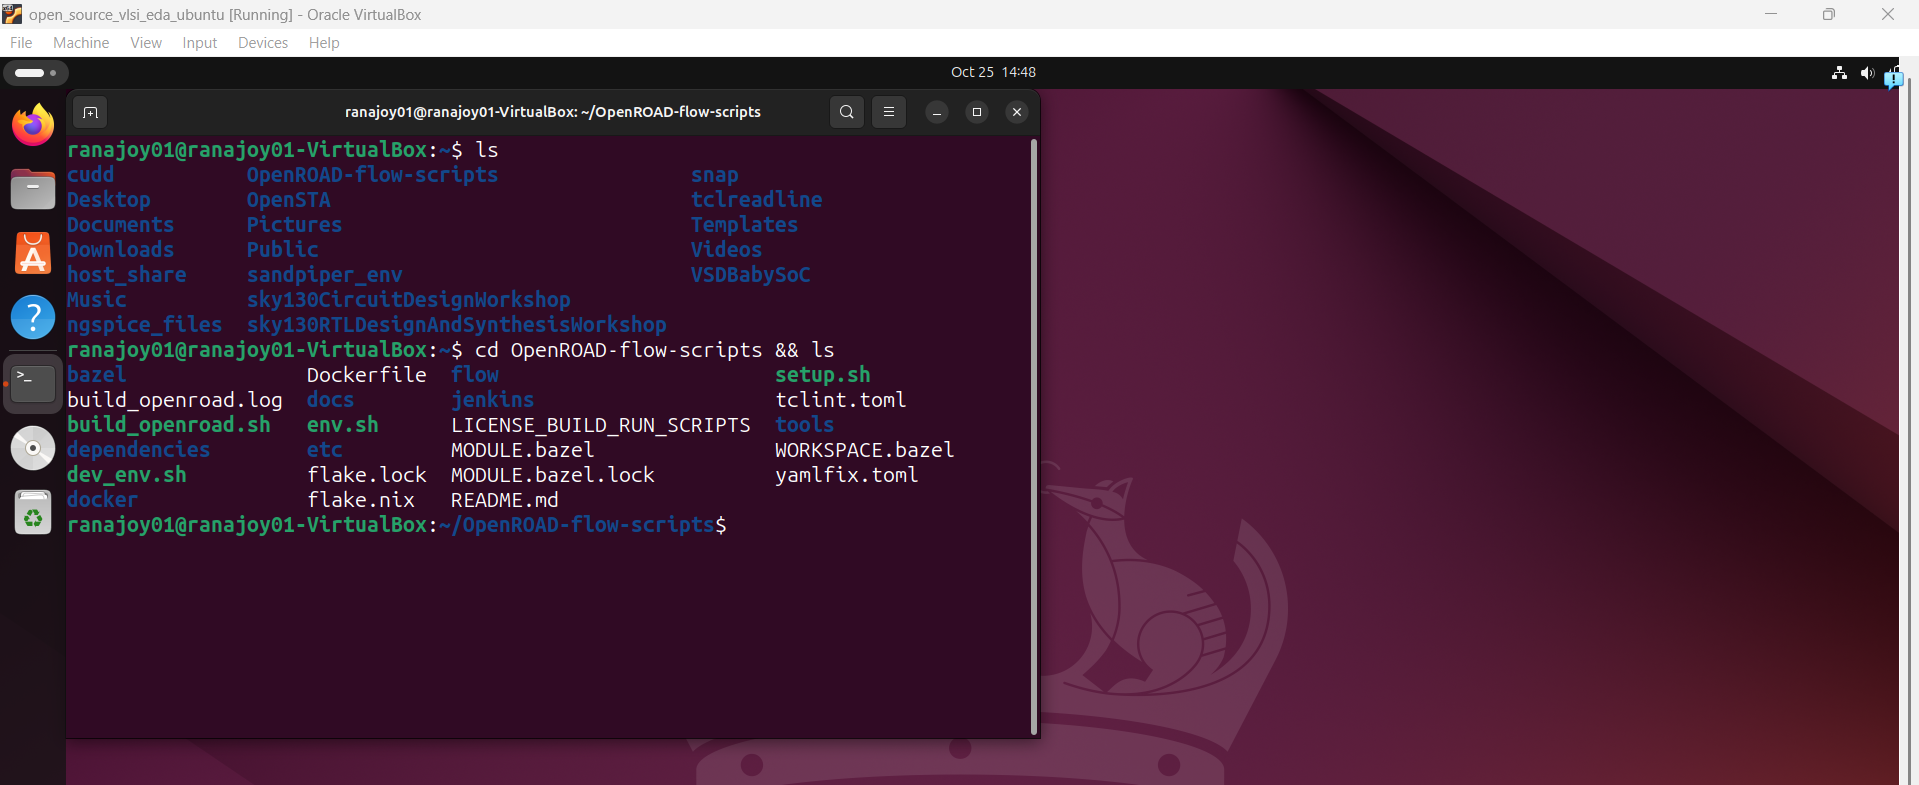 open_source_vlsi_eda_ubuntu [Running] - Oracle VirtualBox
File Machine View Input Devices Help
Oct 25 14:48
ranajoy01@ranajoy01-VirtualBox: ~/OpenROAD-flow-scripts
ranajoy01@ranajoy01-VirtualBox:~$ ls
cudd OpenROAD-flow-scripts snap
Desktop OpenSTA tclreadline
Documents Pictures Templates
Downloads Public Videos
host_share sandpiper_env VSDBabySoC
Music sky130CircuitDesignWorkshop
ngspice_files sky130RTLDesignAndSynthesisWorkshop
ranajoy01@ranajoy01-VirtualBox:~$ cd OpenROAD-flow-scripts && ls
bazel Dockerfile flow setup.sh
build_openroad.log docs jenkins tclint.toml
build_openroad.sh env.sh LICENSE_BUILD_RUN_SCRIPTS tools
dependencies etc MODULE.bazel WORKSPACE.bazel
dev_env.sh flake.lock MODULE.bazel.lock yamlfix.toml
docker flake.nix README.md
ranajoy01@ranajoy01-VirtualBox:~/OpenROAD-flow-scripts$